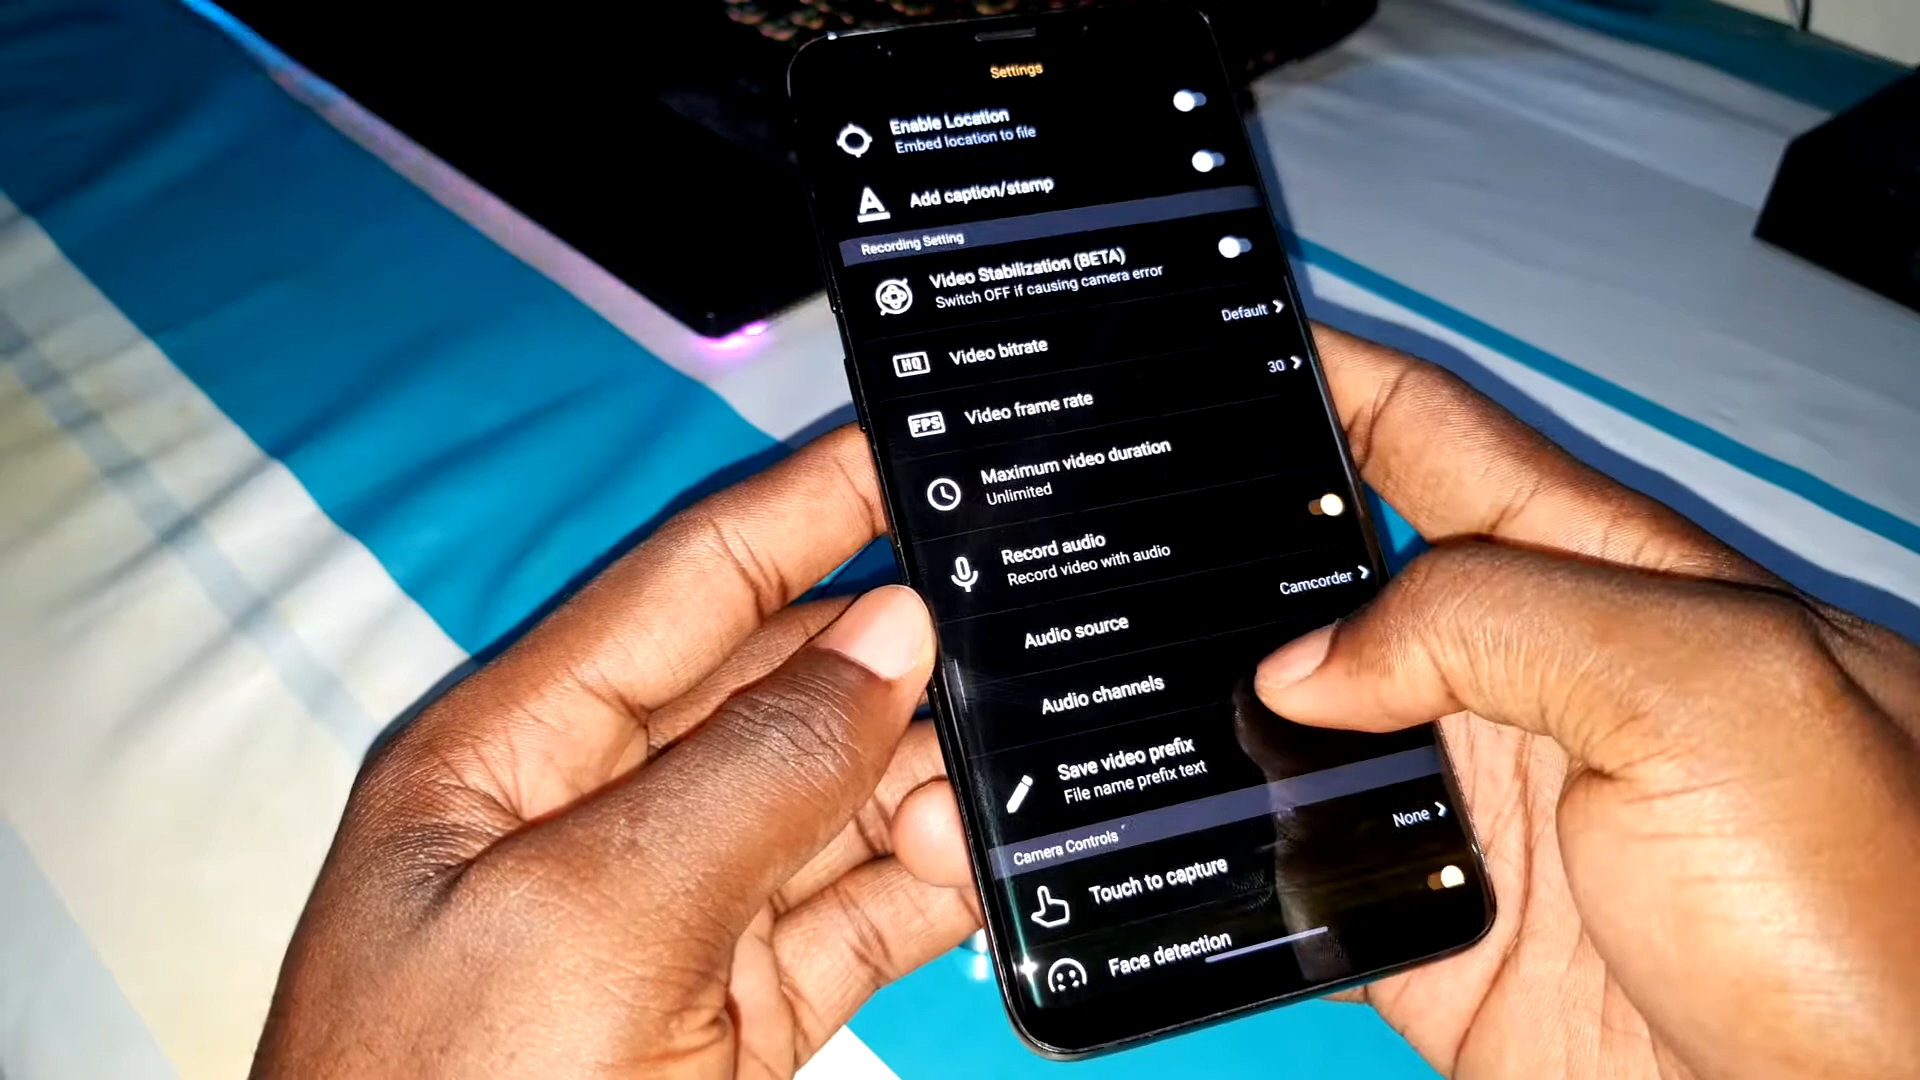 Settings
Enable Location
Embed location to file
A Add caption/stamp
Recording Setting
Video Stabilization (BETA)
Switch OFF if causing camera error
HQ Video bitrate Default
FPS Video frame rate 30
Maximum video duration
Unlimited
Record audio
Record video with audio
Audio source Camcorder
Audio channels
Save video prefix
File name prefix text
Camera Controls
Touch to capture None
Face detection